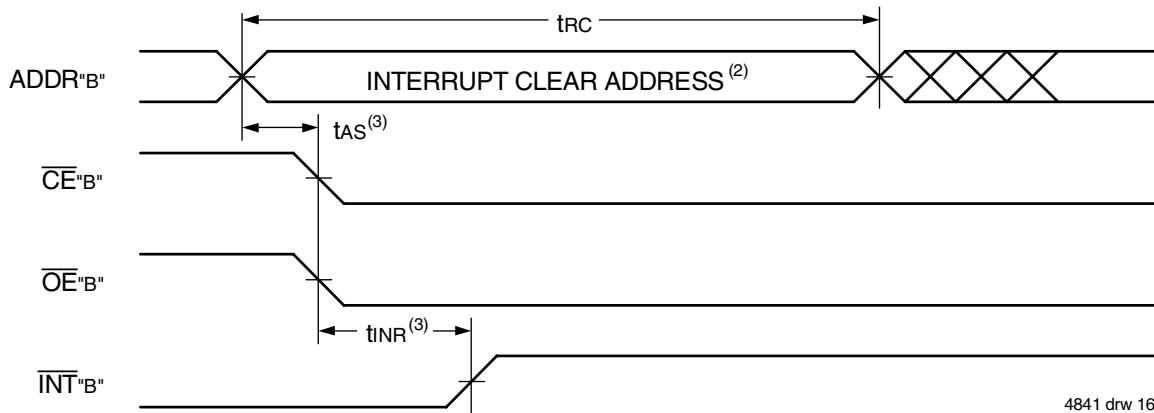 tRC
ADDR"B"
INTERRUPT CLEAR ADDRESS(2)
tAS(3)
CE"B"
OE"B"
tINR(3)
INT"B"
4841 drw 16